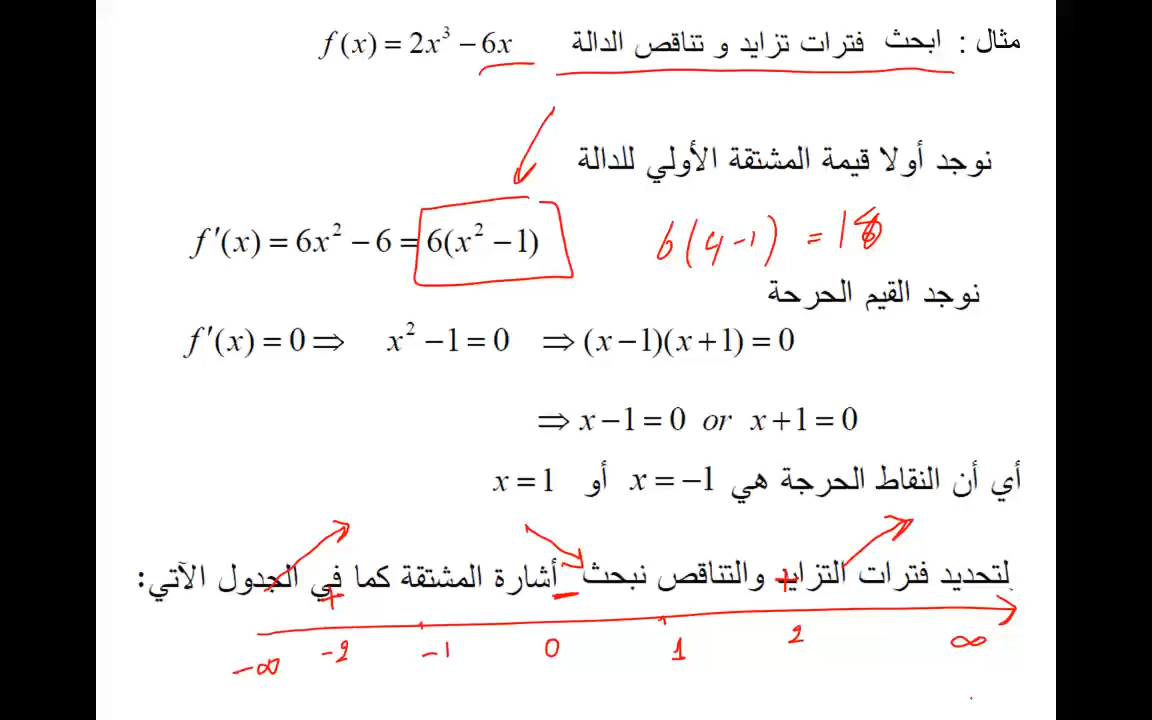 مثال : ابحث فترات تزايد و تناقص الدالة f(x) = 2x³ − 6x
نوجد أولا قيمة المشتقة الأولي للدالة
f′(x) = 6x² − 6 = 6(x² − 1)
6(4-1) = 18
نوجد القيم الحرجة
f′(x) = 0 ⇒ x² − 1 = 0 ⇒ (x − 1)(x + 1) = 0
⇒ x − 1 = 0 or x + 1 = 0
أي أن النقاط الحرجة هي x = −1 أو x = 1
لتحديد فترات التزايد والتناقص نبحث أشارة المشتقة كما في الجدول الآتي:
+ − +
-∞ -2 -1 0 1 2 ∞